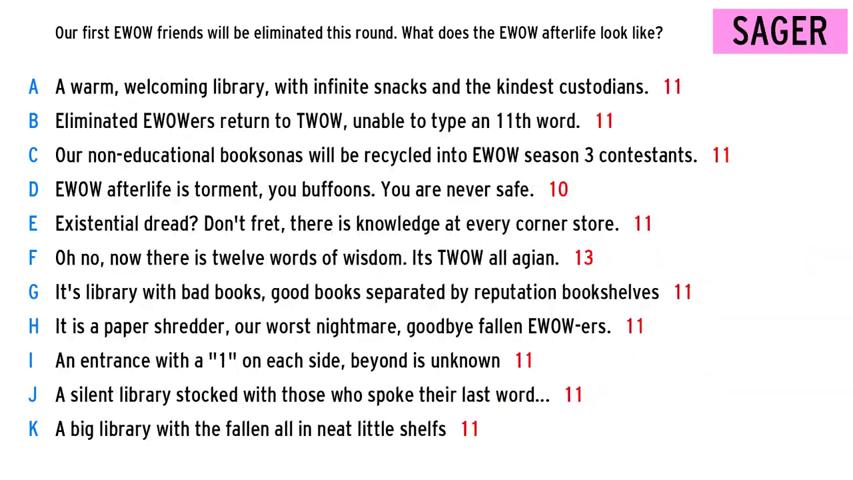 Our first EWOW friends will be eliminated this round. What does the EWOW afterlife look like?
SAGER
A A warm, welcoming library, with infinite snacks and the kindest custodians. 11
B Eliminated EWOWers return to TWOW, unable to type an 11th word. 11
C Our non-educational booksonas will be recycled into EWOW season 3 contestants. 11
D EWOW afterlife is torment, you buffoons. You are never safe. 10
E Existential dread? Don't fret, there is knowledge at every corner store. 11
F Oh no, now there is twelve words of wisdom. Its TWOW all agian. 13
G It's library with bad books, good books separated by reputation bookshelves 11
H It is a paper shredder, our worst nightmare, goodbye fallen EWOW-ers. 11
I An entrance with a "1" on each side, beyond is unknown 11
J A silent library stocked with those who spoke their last word... 11
K A big library with the fallen all in neat little shelfs 11